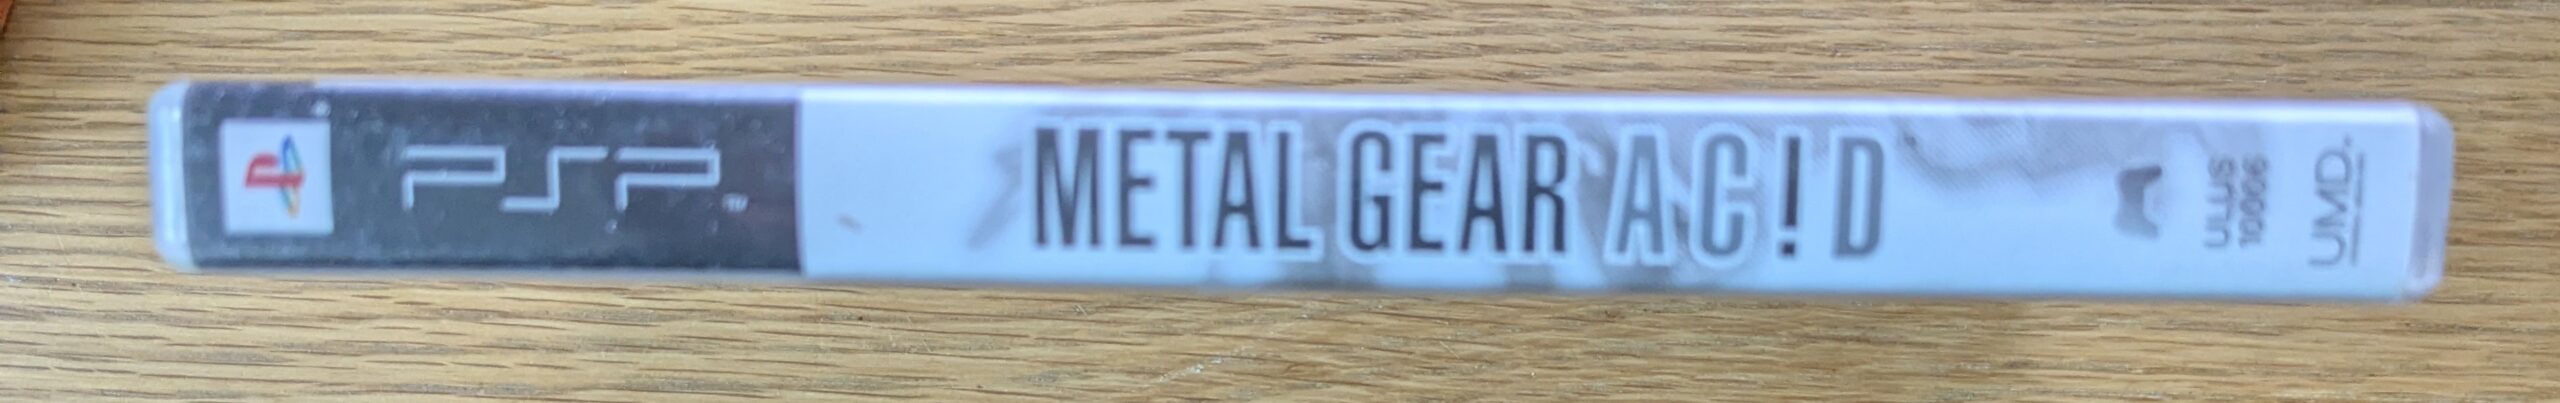 PSP
METAL GEAR AC!D
ULUS
10006
UMD